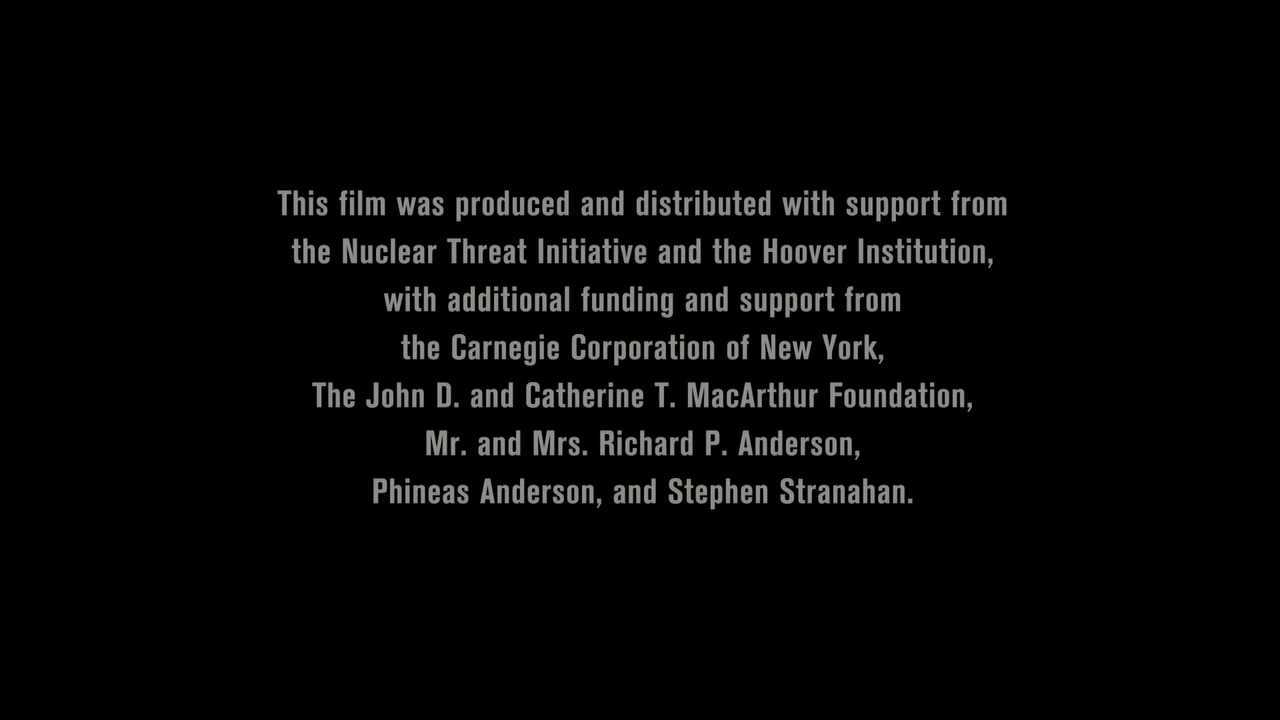 This film was produced and distributed with support from
the Nuclear Threat Initiative and the Hoover Institution,
with additional funding and support from
the Carnegie Corporation of New York,
The John D. and Catherine T. MacArthur Foundation,
Mr. and Mrs. Richard P. Anderson,
Phineas Anderson, and Stephen Stranahan.